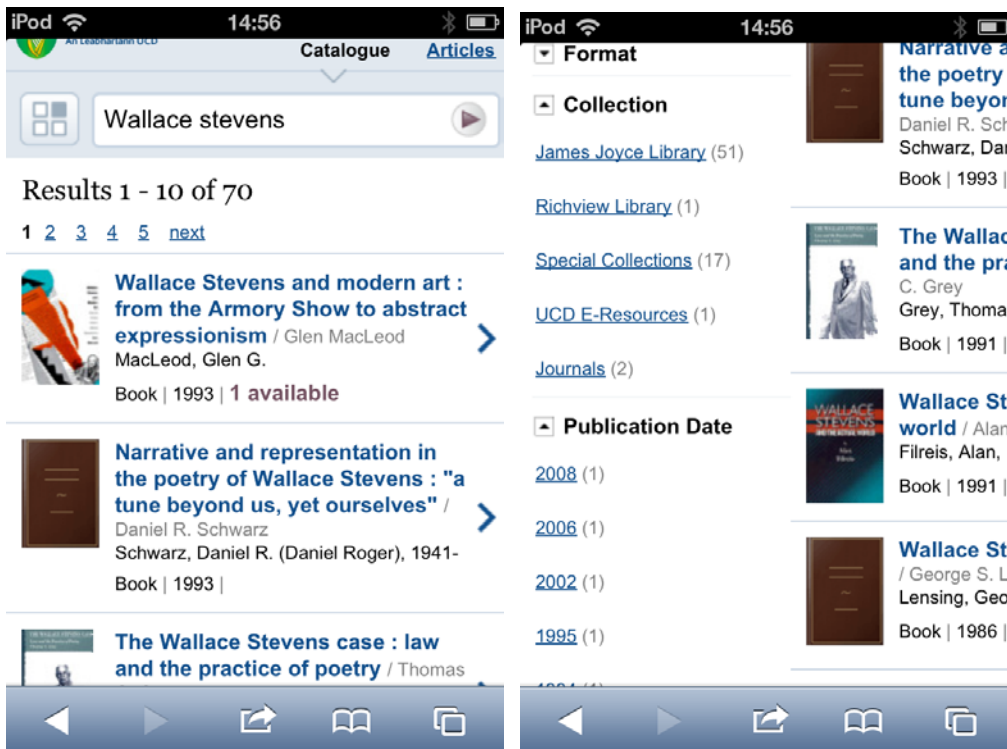 iPod 14:56
An Leabharlann UCD
Catalogue Articles
Wallace stevens
Results 1 - 10 of 70
1 2 3 4 5 next
Wallace Stevens and modern art :
from the Armory Show to abstract
expressionism / Glen MacLeod
MacLeod, Glen G.
Book | 1993 | 1 available
Narrative and representation in
the poetry of Wallace Stevens : "a
tune beyond us, yet ourselves" /
Daniel R. Schwarz
Schwarz, Daniel R. (Daniel Roger), 1941-
Book | 1993 |
The Wallace Stevens case : law
and the practice of poetry / Thomas
iPod 14:56
Format
Collection
James Joyce Library (51)
Richview Library (1)
Special Collections (17)
UCD E-Resources (1)
Journals (2)
Publication Date
2008 (1)
2006 (1)
2002 (1)
1995 (1)
Narrative a
the poetry
tune beyon
Daniel R. Sch
Schwarz, Dan
Book | 1993 |
The Wallac
and the pra
C. Grey
Grey, Thoma
Book | 1991 |
WALLACE
STEVENS
Wallace St
world / Alan
Filreis, Alan,
Book | 1991 |
Wallace St
/ George S. L
Lensing, Geo
Book | 1986 |